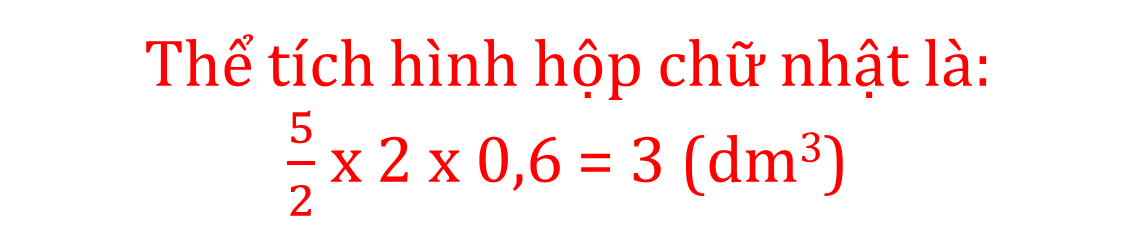 Thể tích hình hộp chữ nhật là:
5/2 x 2 x 0,6 = 3 (dm³)